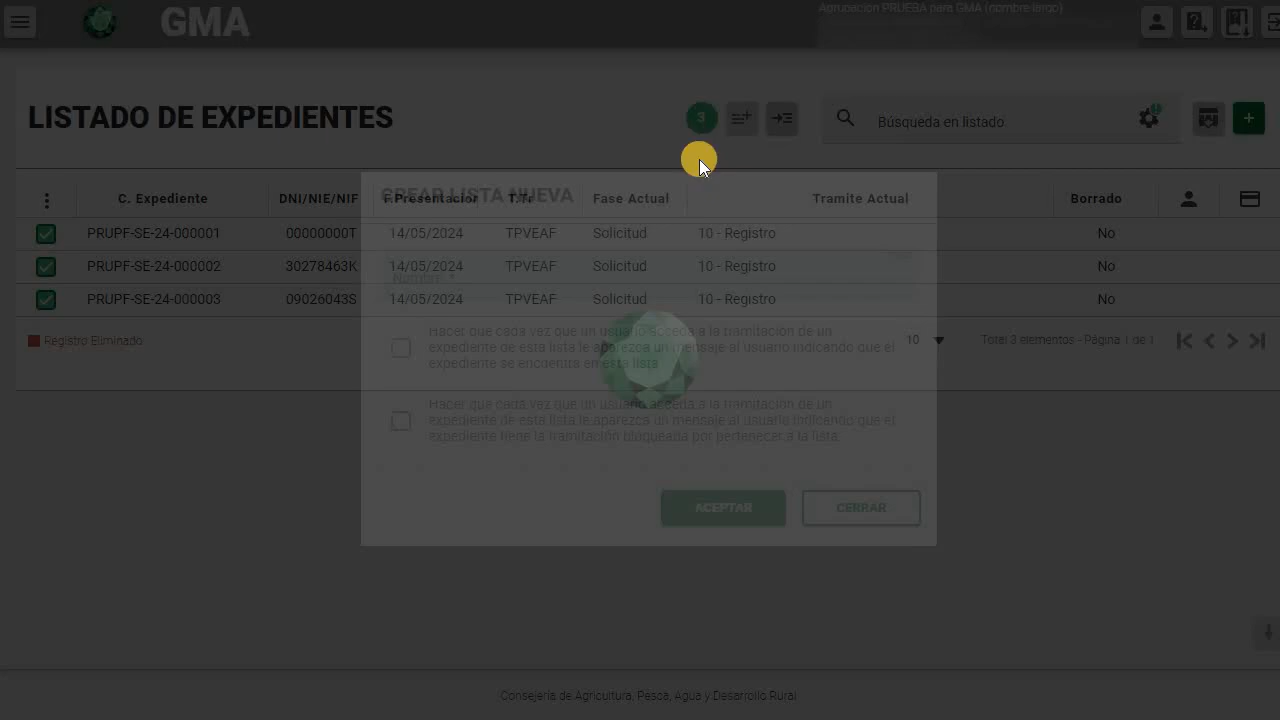 GMA
Agrupación PRUEBA para GMA (nombre largo)
LISTADO DE EXPEDIENTES
3
Búsqueda en listado
C. Expediente DNI/NIE/NIF F.Presentación T.Tr Fase Actual Tramite Actual Borrado
CREAR LISTA NUEVA
PRUPF-SE-24-000001 00000000T 14/05/2024 TPVEAF Solicitud 10 - Registro No
PRUPF-SE-24-000002 30278463K 14/05/2024 TPVEAF Solicitud 10 - Registro No
Nombre *
PRUPF-SE-24-000003 09026043S 14/05/2024 TPVEAF Solicitud 10 - Registro No
Registro Eliminado
10
Total 3 elementos - Página 1 de 1
Hacer que cada vez que un usuario acceda a la tramitación de un
expediente de esta lista le aparezca un mensaje al usuario indicando que el
expediente se encuentra en esta lista
Hacer que cada vez que un usuario acceda a la tramitación de un
expediente de esta lista le aparezca un mensaje al usuario indicando que el
expediente tiene la tramitación bloqueada por pertenecer a la lista.
ACEPTAR
CERRAR
Consejería de Agricultura, Pesca, Agua y Desarrollo Rural